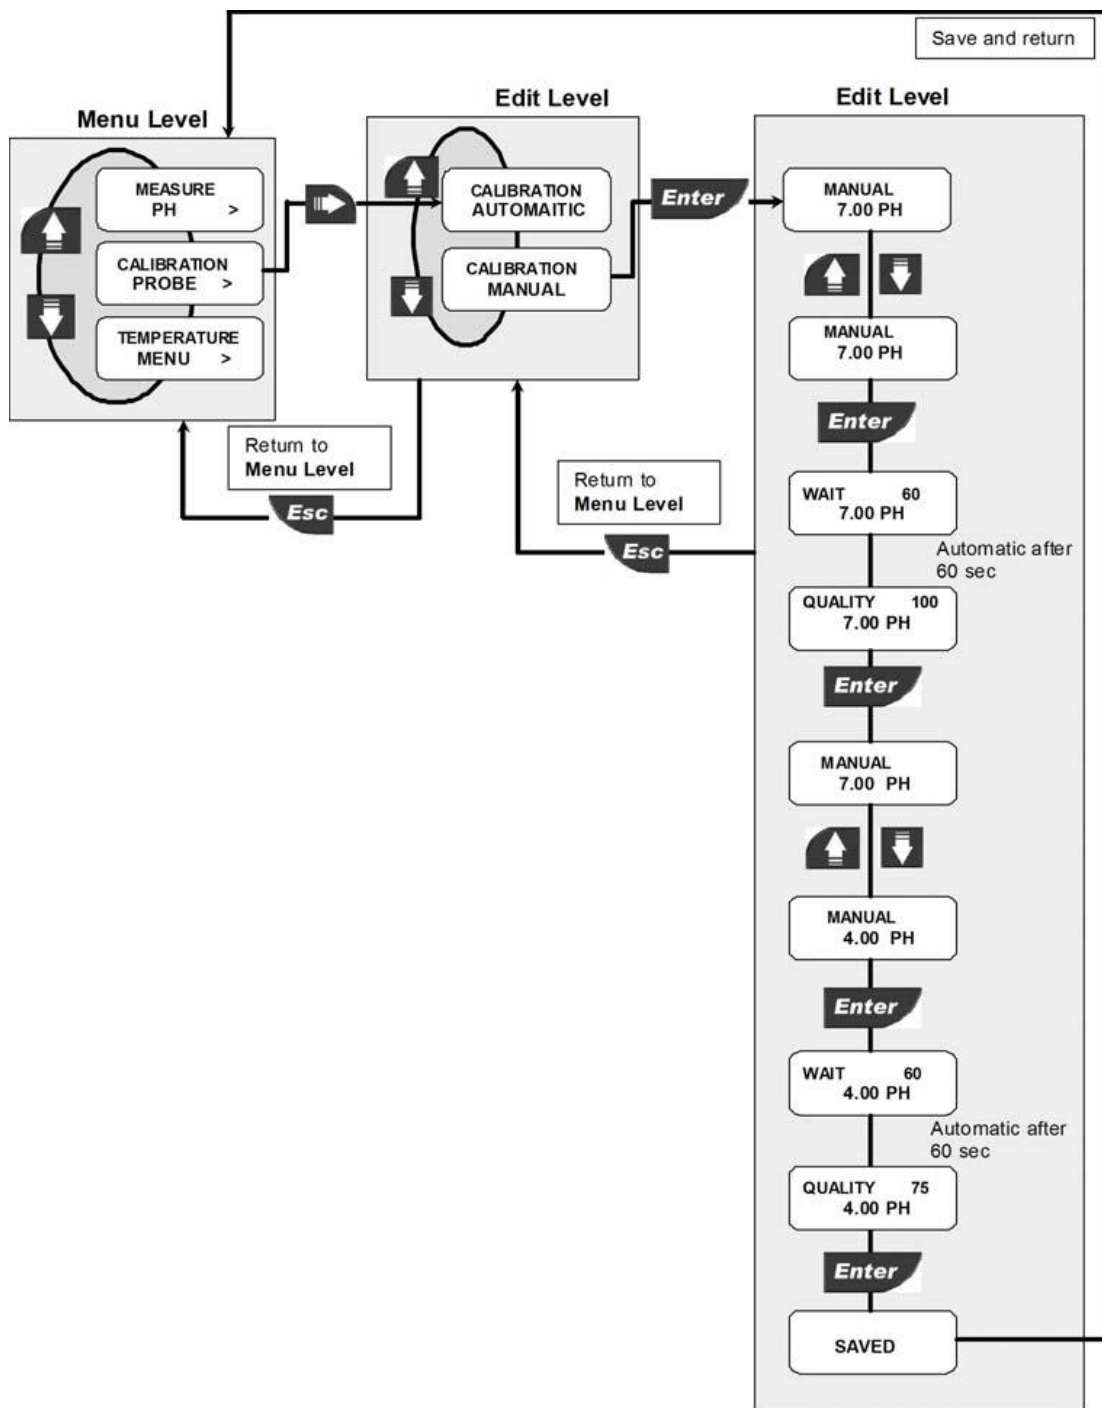 Save and return
Menu Level
MEASURE
PH >
CALIBRATION
PROBE >
TEMPERATURE
MENU >
Edit Level
CALIBRATION
AUTOMAITIC
CALIBRATION
MANUAL
Return to
Menu Level
Esc
Enter
Return to
Menu Level
Esc
Edit Level
MANUAL
7.00 PH
MANUAL
7.00 PH
Enter
WAIT 60
7.00 PH
Automatic after
60 sec
QUALITY 100
7.00 PH
Enter
MANUAL
7.00 PH
MANUAL
4.00 PH
Enter
WAIT 60
4.00 PH
Automatic after
60 sec
QUALITY 75
4.00 PH
Enter
SAVED